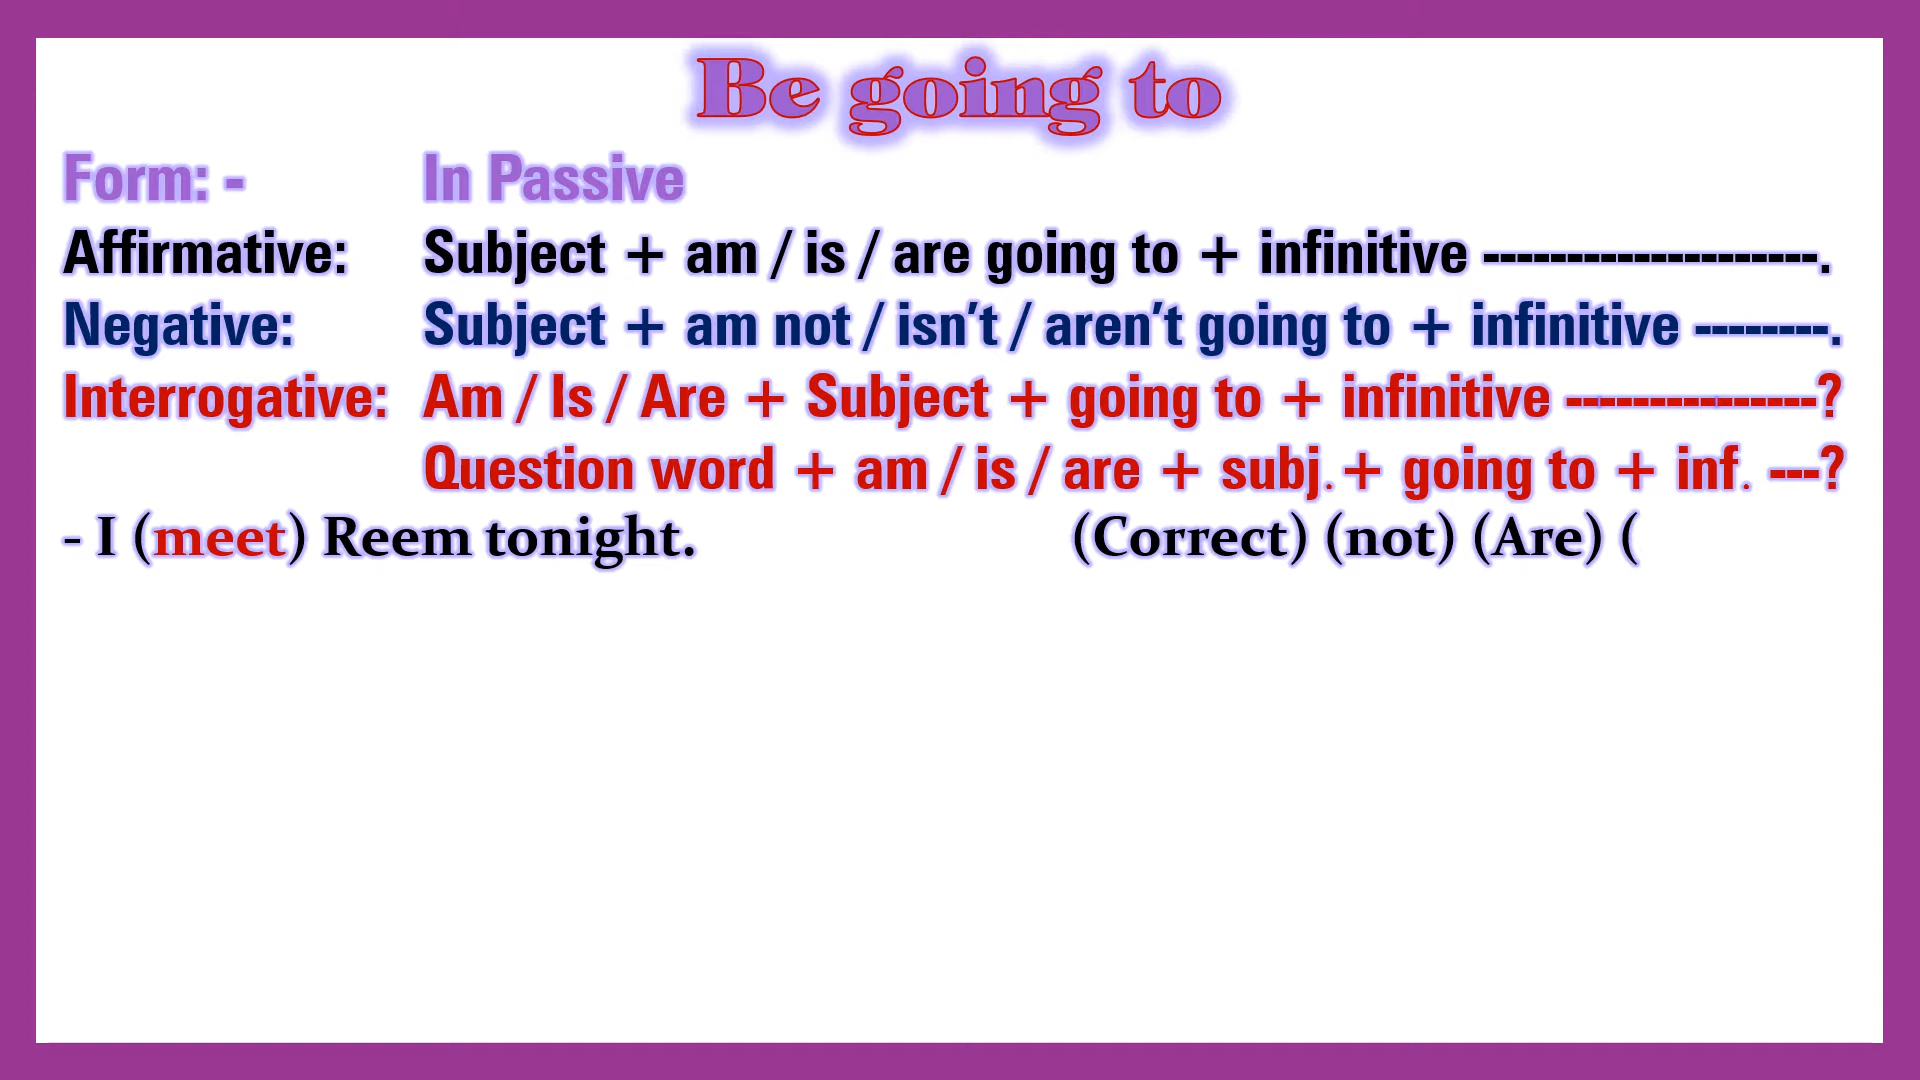 Be going to
Form: - In Passive
Affirmative: Subject + am / is / are going to + infinitive --------------------.
Negative: Subject + am not / isn’t / aren’t going to + infinitive --------.
Interrogative: Am / Is / Are + Subject + going to + infinitive ---------------?
Question word + am / is / are + subj. + going to + inf. ---?
- I (meet) Reem tonight. (Correct) (not) (Are) (